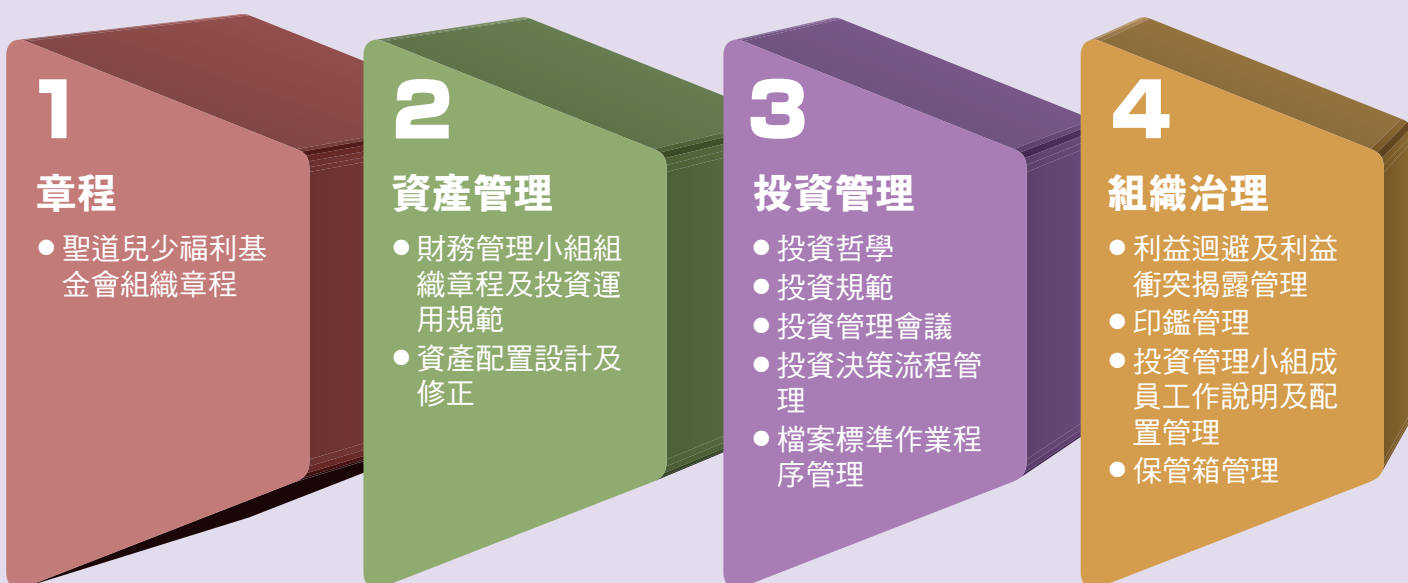 1
章程
● 聖道兒少福利基
金會組織章程
2
資產管理
● 財務管理小組組
織章程及投資運
用規範
● 資產配置設計及
修正
3
投資管理
● 投資哲學
● 投資規範
● 投資管理會議
● 投資決策流程管
理
● 檔案標準作業程
序管理
4
組織治理
● 利益迴避及利益
衝突揭露管理
● 印鑑管理
● 投資管理小組成
員工作說明及配
置管理
● 保管箱管理